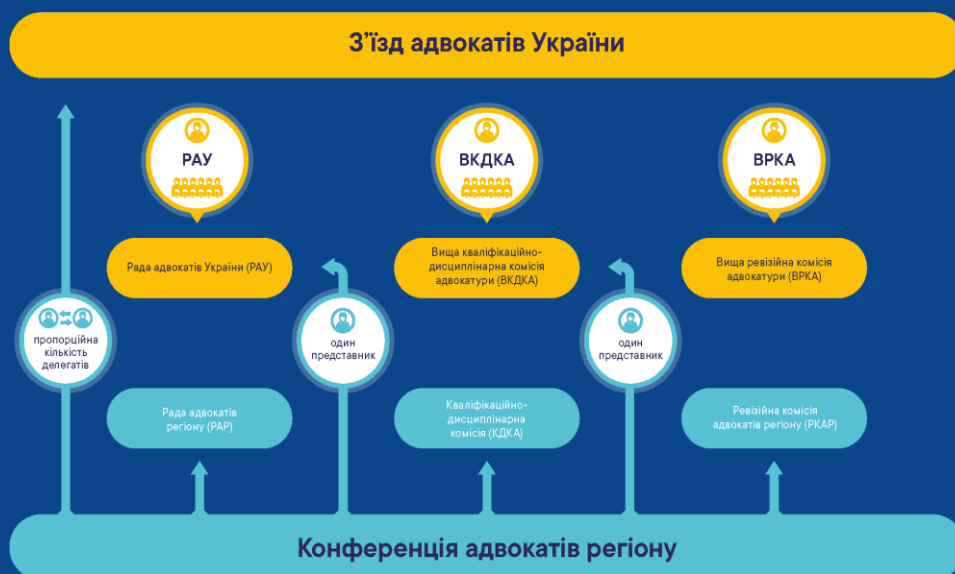 З’їзд адвокатів України
РАУ
ВКДКА
ВРКА
Рада адвокатів України (РАУ)
Вища кваліфікаційно-
дисциплінарна комісія
адвокатури (ВКДКА)
Вища ревізійна комісія
адвокатури (ВРКА)
пропорційна
кількість
делегатів
один
представник
один
представник
Рада адвокатів
регіону (РАР)
Кваліфікаційно-
дисциплінарна
комісія (КДКА)
Ревізійна комісія
адвокатів регіону (РКАР)
Конференція адвокатів регіону